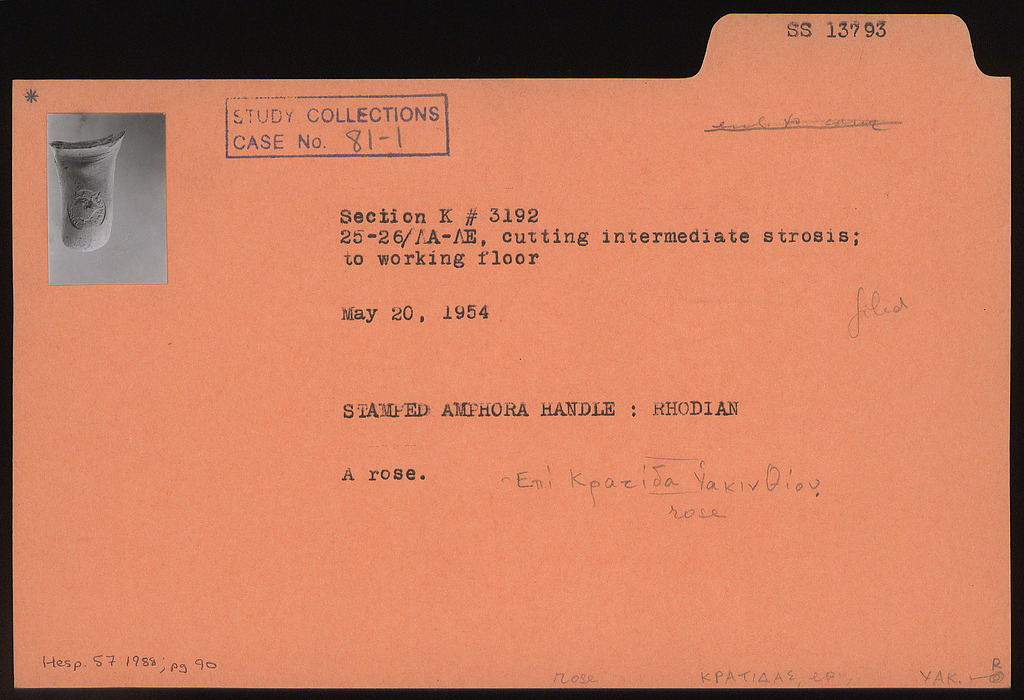 SS 13793
*
STUDY COLLECTIONS
CASE No. 81-1
Section K # 3192
25-26/ΛΑ-ΛΕ, cutting intermediate strosis;
to working floor
May 20, 1954
filed
STAMPED AMPHORA HANDLE : RHODIAN
A rose.
Επί Κρατίδα Υακινθίου
rose
Hesp. 57 1988; pg 90
rose
ΚΡΑΤΙΔΑΣ, ep.
ΥΑΚ. - R